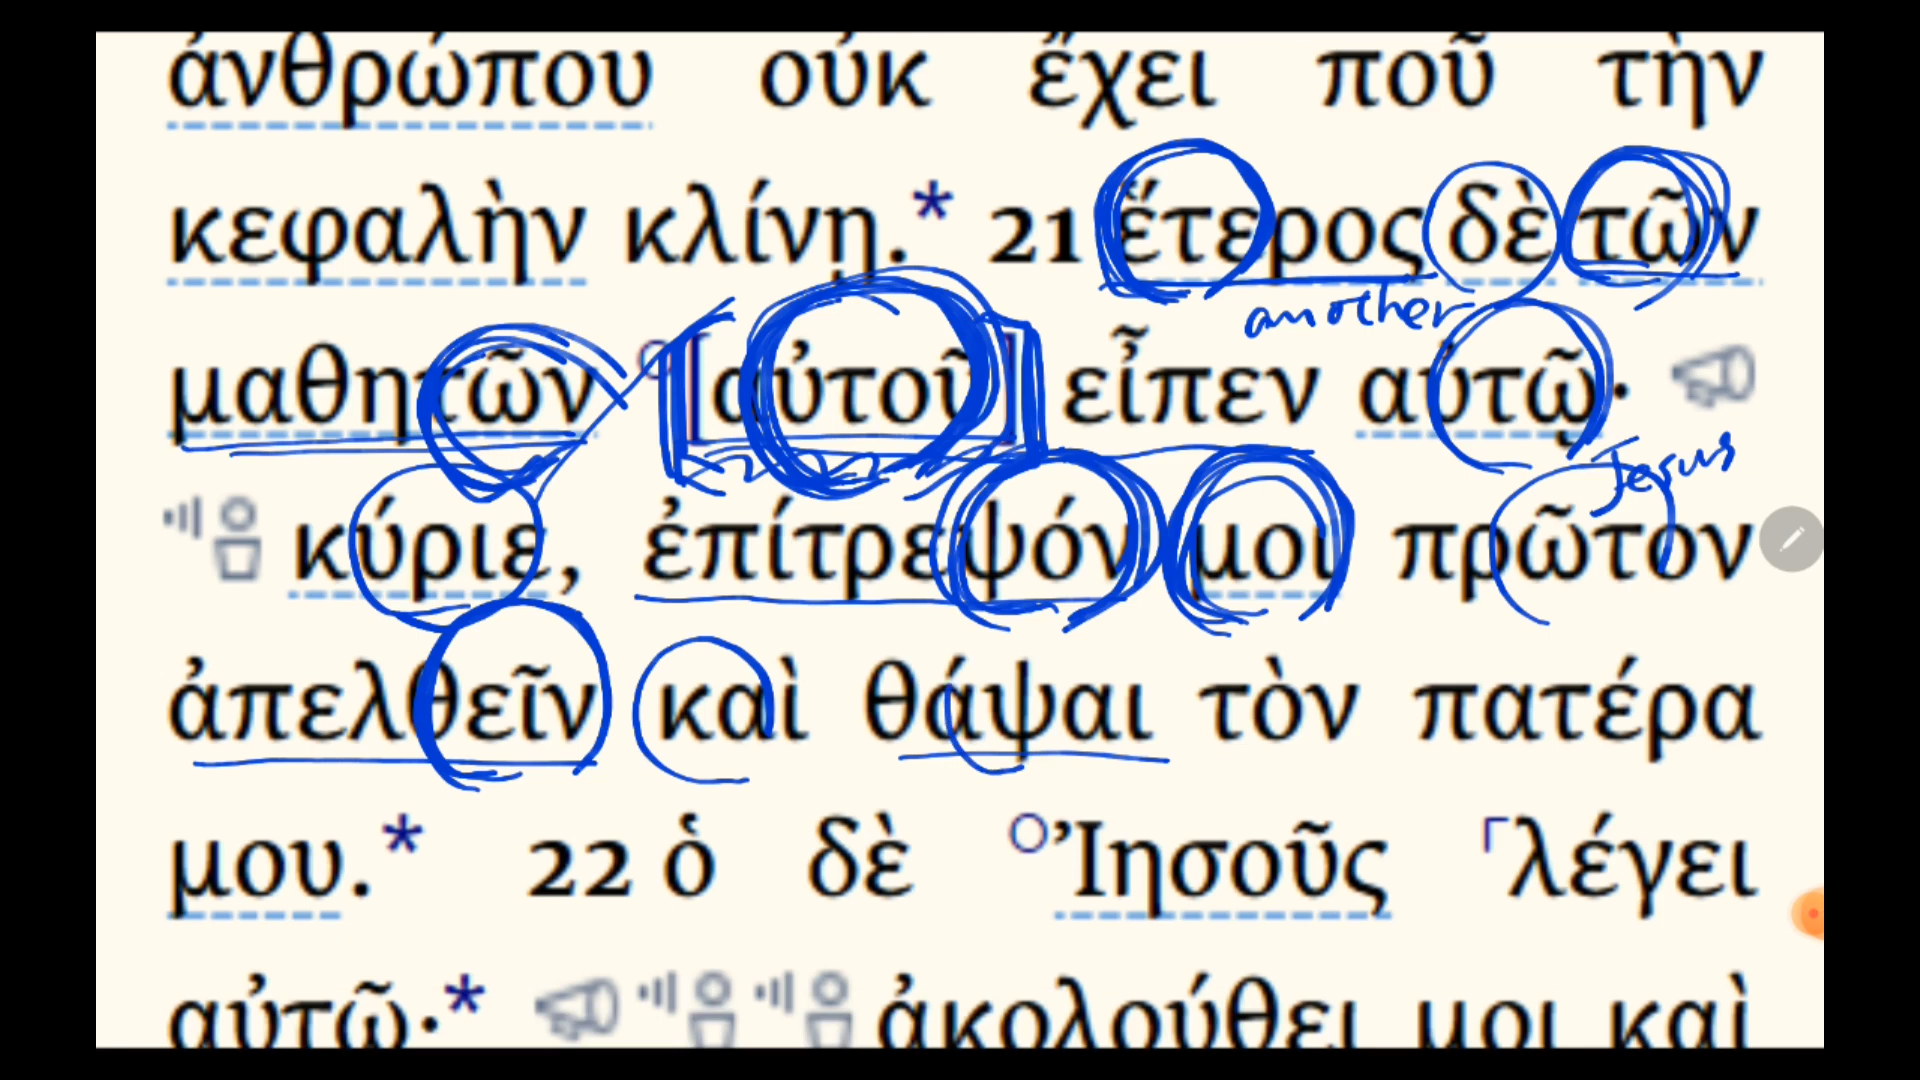 ἀνθρώπου οὐκ ἔχει ποῦ τὴν
κεφαλὴν κλίνῃ.* 21 ἕτερος δὲ τῶν
another
μαθητῶν ⸰[αὐτοῦ] εἶπεν αὐτῷ·
Jesus
κύριε, ἐπίτρεψόν μοι πρῶτον
ἀπελθεῖν καὶ θάψαι τὸν πατέρα
μου.* 22 ὁ δὲ ⸰Ἰησοῦς ⸀λέγει
αὐτῷ·* ἀκολούθει μοι καὶ